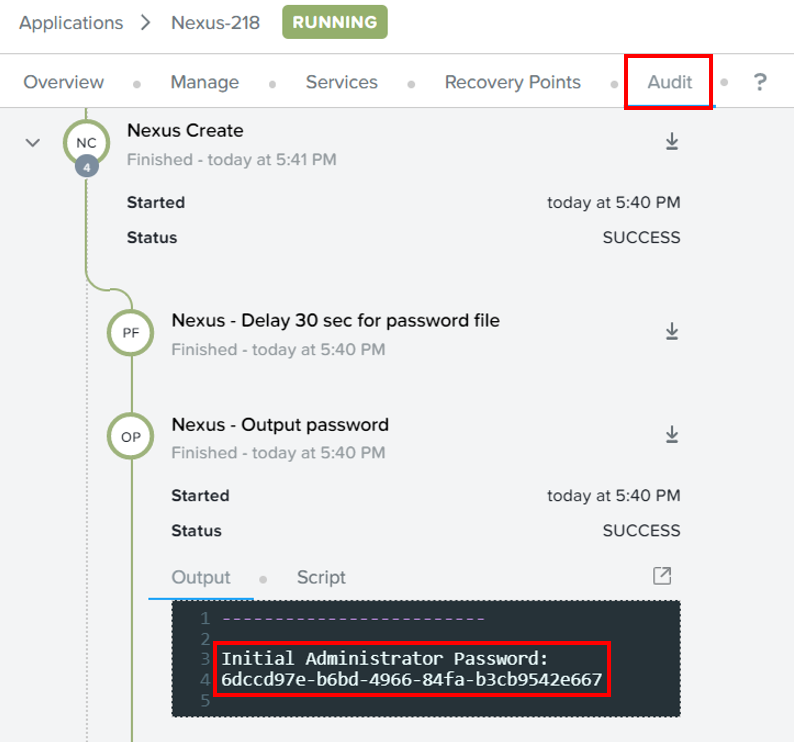 Applications > Nexus-218 RUNNING
Overview Manage Services Recovery Points Audit ?
NC
4
Nexus Create
Finished - today at 5:41 PM
Started today at 5:40 PM
Status SUCCESS
PF
Nexus - Delay 30 sec for password file
Finished - today at 5:40 PM
OP
Nexus - Output password
Finished - today at 5:40 PM
Started today at 5:40 PM
Status SUCCESS
Output Script
1 -------------------------
2
3 Initial Administrator Password:
4 6dccd97e-b6bd-4966-84fa-b3cb9542e667
5